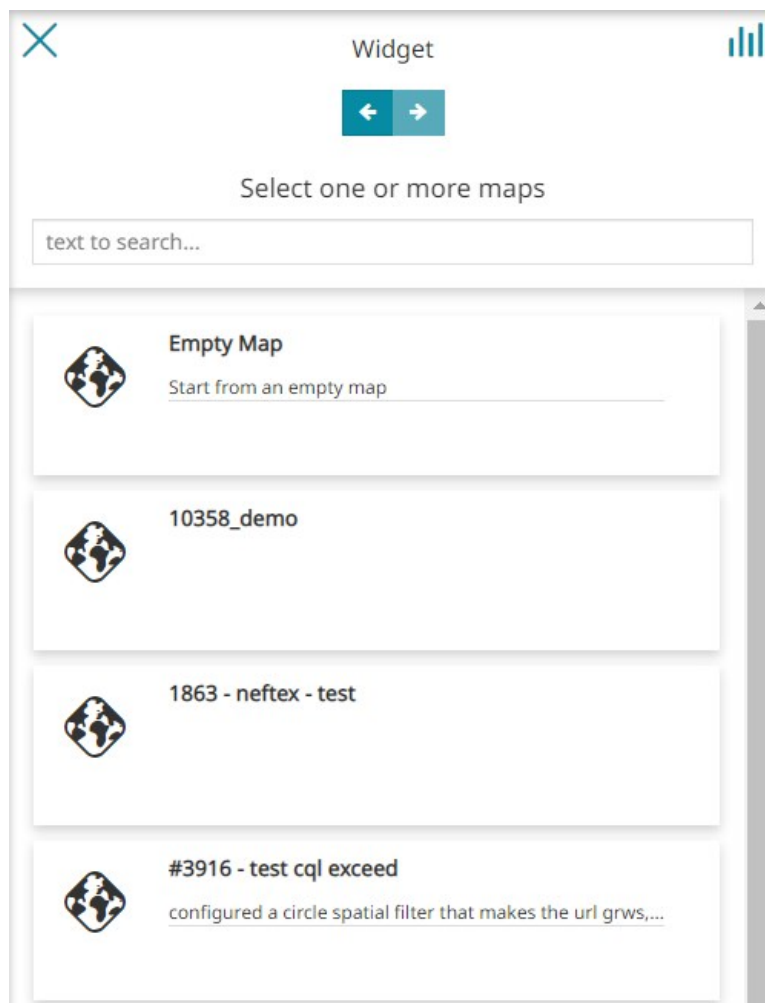 Widget
Select one or more maps
text to search...
Empty Map
Start from an empty map
10358_demo
1863 - neftex - test
#3916 - test cql exceed
configured a circle spatial filter that makes the url grws,...